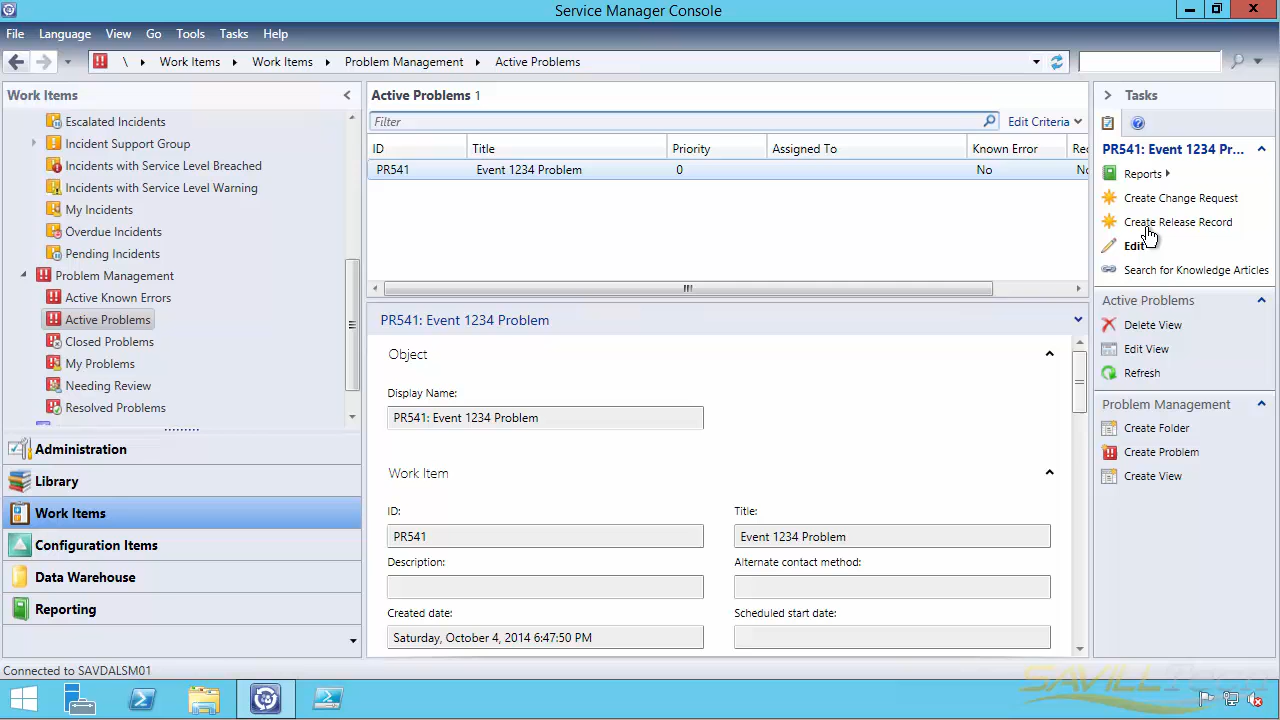 Service Manager Console
File Language View Go Tools Tasks Help
\ Work Items Work Items Problem Management Active Problems
Work Items
Escalated Incidents
Incident Support Group
Incidents with Service Level Breached
Incidents with Service Level Warning
My Incidents
Overdue Incidents
Pending Incidents
Problem Management
Active Known Errors
Active Problems
Closed Problems
My Problems
Needing Review
Resolved Problems
Administration
Library
Work Items
Configuration Items
Data Warehouse
Reporting
Active Problems 1
Filter
Edit Criteria
ID Title Priority Assigned To Known Error Rec
PR541 Event 1234 Problem 0 No No
PR541: Event 1234 Problem
Object
Display Name:
PR541: Event 1234 Problem
Work Item
ID: Title:
PR541 Event 1234 Problem
Description: Alternate contact method:
Created date: Scheduled start date:
Saturday, October 4, 2014 6:47:50 PM
Tasks
PR541: Event 1234 Pr...
Reports
Create Change Request
Create Release Record
Edit
Search for Knowledge Articles
Active Problems
Delete View
Edit View
Refresh
Problem Management
Create Folder
Create Problem
Create View
Connected to SAVDALSM01
SAVILLTech